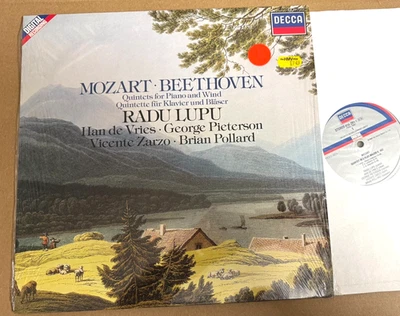 DIGITAL
DECCA
MOZART · BEETHOVEN
Quintets for Piano and Wind
Quintette für Klavier und Bläser
RADU LUPU
Han de Vries · George Pieterson
Vicente Zarzo · Brian Pollard
DECCA